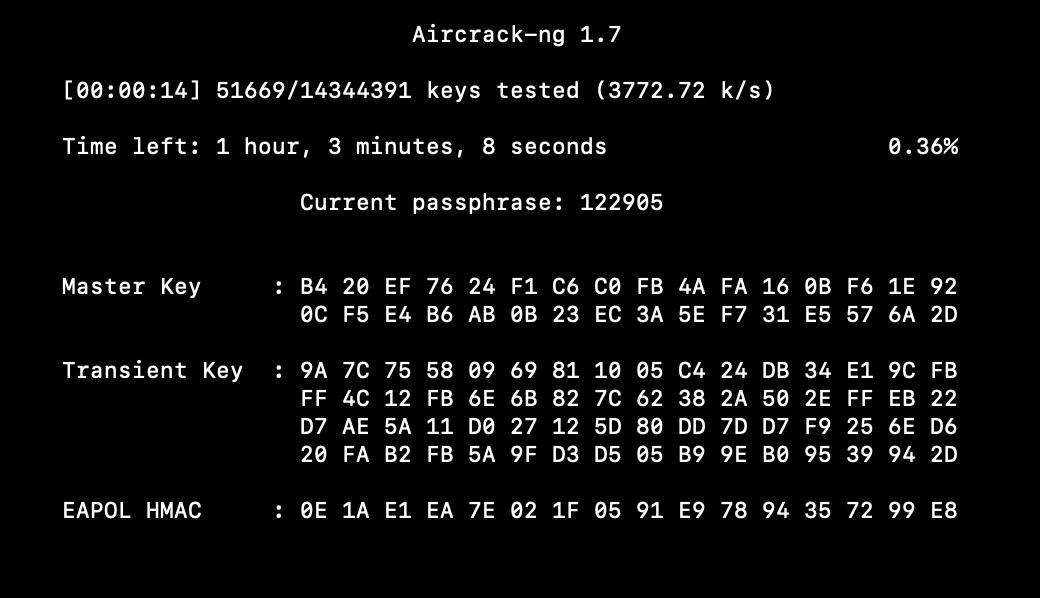 Aircrack-ng 1.7
[00:00:14] 51669/14344391 keys tested (3772.72 k/s)
Time left: 1 hour, 3 minutes, 8 seconds 0.36%
Current passphrase: 122905
Master Key : B4 20 EF 76 24 F1 C6 C0 FB 4A FA 16 0B F6 1E 92
0C F5 E4 B6 AB 0B 23 EC 3A 5E F7 31 E5 57 6A 2D
Transient Key : 9A 7C 75 58 09 69 81 10 05 C4 24 DB 34 E1 9C FB
FF 4C 12 FB 6E 6B 82 7C 62 38 2A 50 2E FF EB 22
D7 AE 5A 11 D0 27 12 5D 80 DD 7D D7 F9 25 6E D6
20 FA B2 FB 5A 9F D3 D5 05 B9 9E B0 95 39 94 2D
EAPOL HMAC : 0E 1A E1 EA 7E 02 1F 05 91 E9 78 94 35 72 99 E8